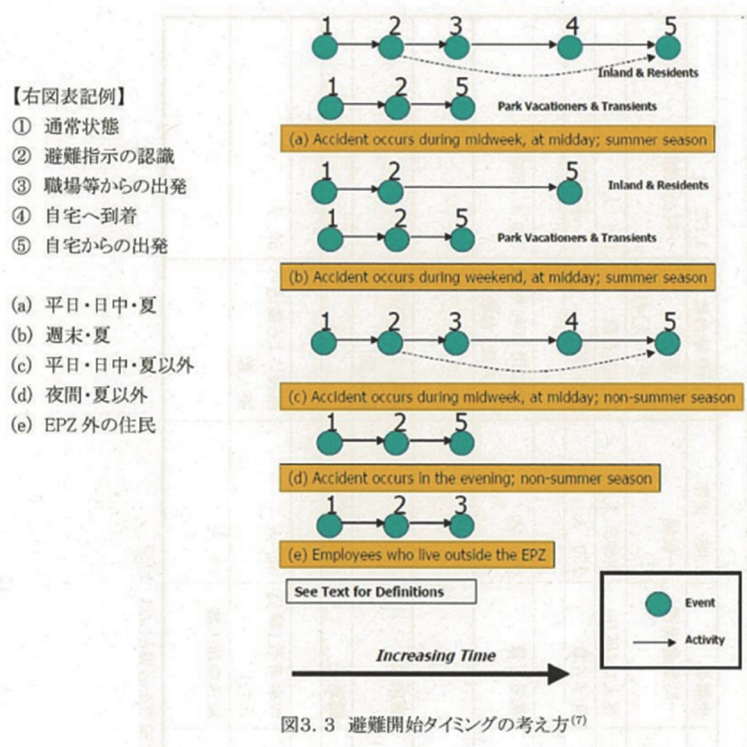 【右図表記例】
① 通常状態
② 避難指示の認識
③ 職場等からの出発
④ 自宅へ到着
⑤ 自宅からの出発
(a) 平日・日中・夏
(b) 週末・夏
(c) 平日・日中・夏以外
(d) 夜間・夏以外
(e) EPZ 外の住民
1 2 3 4 5
Inland & Residents
1 2 5
Park Vacationers & Transients
(a) Accident occurs during midweek, at midday; summer season
1 2 5
Inland & Residents
1 2 5
Park Vacationers & Transients
(b) Accident occurs during weekend, at midday; summer season
1 2 3 4 5
(c) Accident occurs during midweek, at midday; non-summer season
1 2 5
(d) Accident occurs in the evening; non-summer season
1 2 3
(e) Employees who live outside the EPZ
See Text for Definitions
Event
Activity
Increasing Time
図3. 3 避難開始タイミングの考え方(7)